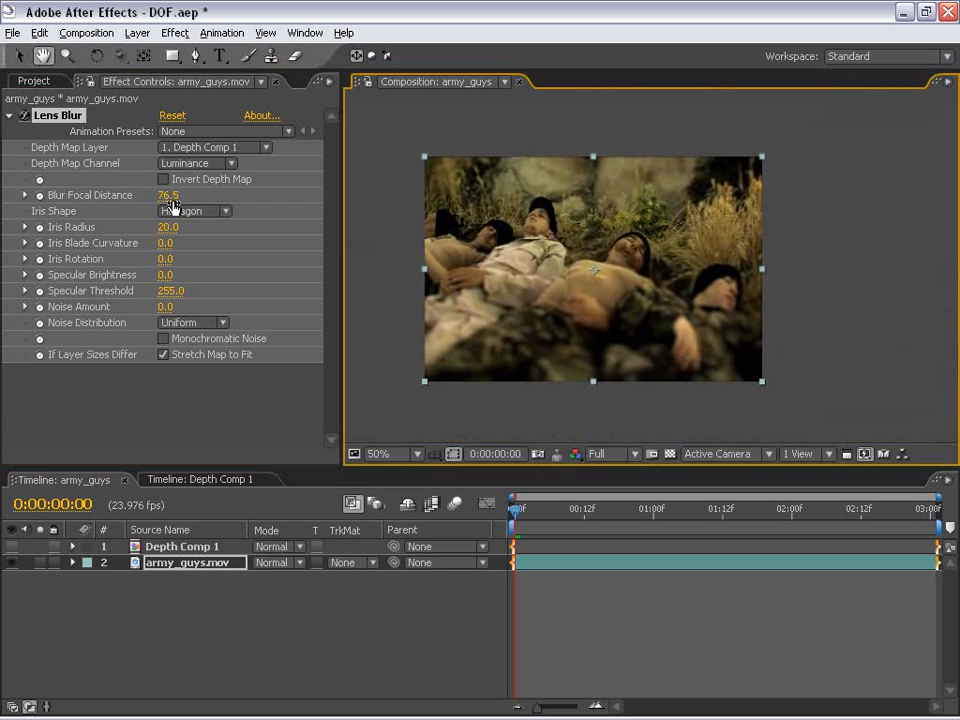 Adobe After Effects - DOF.aep *
File Edit Composition Layer Effect Animation View Window Help
Workspace: Standard
Project Effect Controls: army_guys.mov Composition: army_guys
army_guys * army_guys.mov
Lens Blur Reset About...
Animation Presets: None
Depth Map Layer 1. Depth Comp 1
Depth Map Channel Luminance
Invert Depth Map
Blur Focal Distance 76.5
Iris Shape
Iris Radius 20.0
Iris Blade Curvature 0.0
Iris Rotation 0.0
Specular Brightness 0.0
Specular Threshold 255.0
Noise Amount 0.0
Noise Distribution Uniform
Monochromatic Noise
If Layer Sizes Differ Stretch Map to Fit
50% 0:00:00:00 Full Active Camera 1 View
Timeline: army_guys Timeline: Depth Comp 1
0:00:00:00 (23.976 fps)
00:12f 01:00f 01:12f 02:00f 02:12f 03:00f
# Source Name Mode T TrkMat Parent
1 Depth Comp 1 Normal None
2 army_guys.mov Normal None None